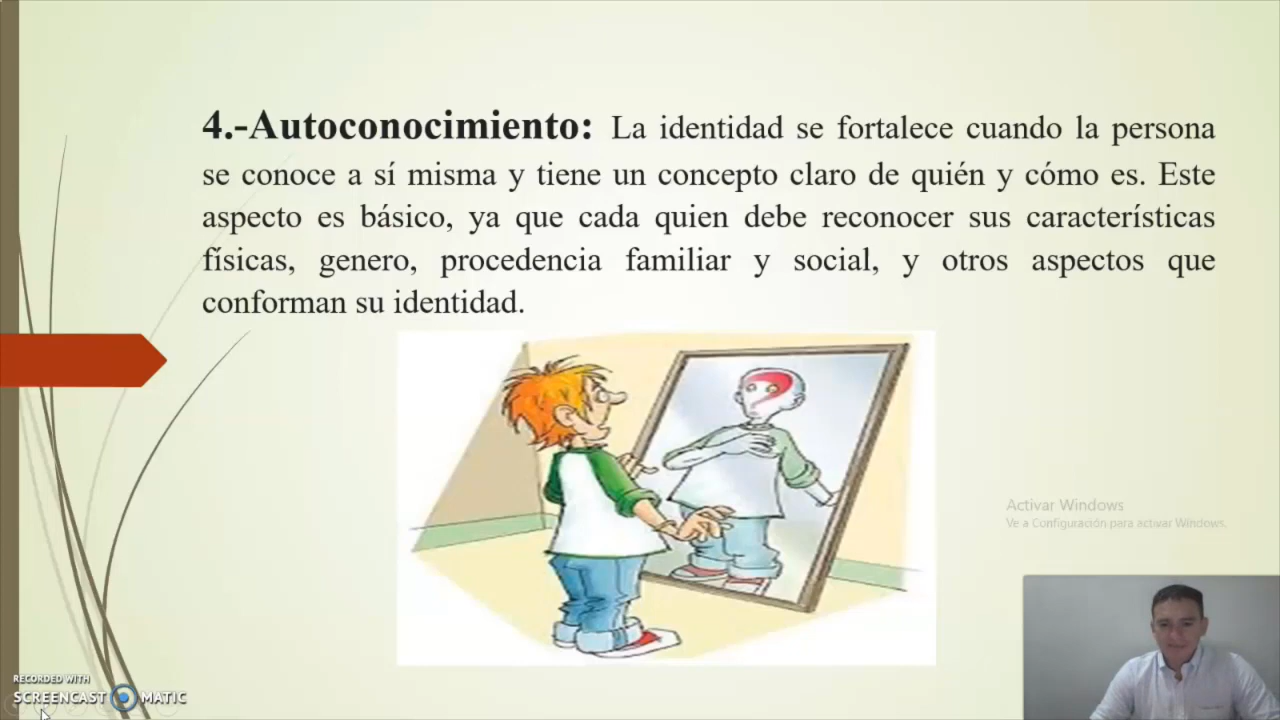 4.-Autoconocimiento: La identidad se fortalece cuando la persona
se conoce a sí misma y tiene un concepto claro de quién y cómo es. Este
aspecto es básico, ya que cada quien debe reconocer sus características
físicas, genero, procedencia familiar y social, y otros aspectos que
conforman su identidad.
Activar Windows
Ve a Configuración para activar Windows.
RECORDED WITH
SCREENCAST MATIC